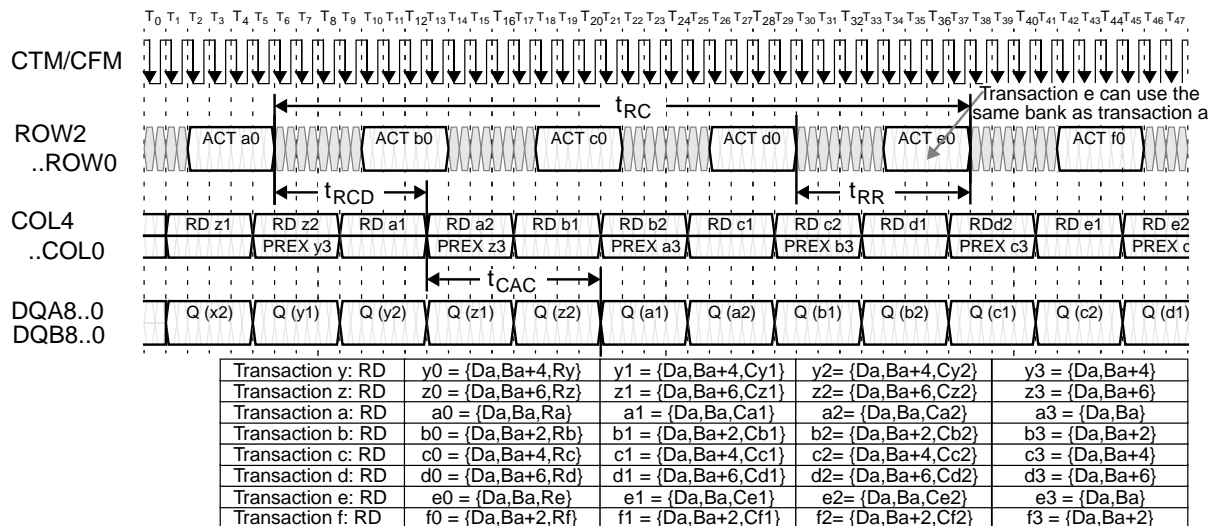 T0 T1 T2 T3 T4 T5 T6 T7 T8 T9 T10 T11 T12 T13 T14 T15 T16 T17 T18 T19 T20 T21 T22 T23 T24 T25 T26 T27 T28 T29 T30 T31 T32 T33 T34 T35 T36 T37 T38 T39 T40 T41 T42 T43 T44 T45 T46 T47
CTM/CFM
tRC
Transaction e can use the
same bank as transaction a
ROW2
..ROW0
ACT a0 ACT b0 ACT c0 ACT d0 ACT e0 ACT f0
tRCD tRR
COL4
..COL0
RD z1 RD z2 RD a1 RD a2 RD b1 RD b2 RD c1 RD c2 RD d1 RDd2 RD e1 RD e2
PREX y3 PREX z3 PREX a3 PREX b3 PREX c3 PREX
tCAC
DQA8..0
DQB8..0
Q (x2) Q (y1) Q (y2) Q (z1) Q (z2) Q (a1) Q (a2) Q (b1) Q (b2) Q (c1) Q (c2) Q (d1)
Transaction y: RD y0 = {Da,Ba+4,Ry} y1 = {Da,Ba+4,Cy1} y2= {Da,Ba+4,Cy2} y3 = {Da,Ba+4}
Transaction z: RD z0 = {Da,Ba+6,Rz} z1 = {Da,Ba+6,Cz1} z2= {Da,Ba+6,Cz2} z3 = {Da,Ba+6}
Transaction a: RD a0 = {Da,Ba,Ra} a1 = {Da,Ba,Ca1} a2= {Da,Ba,Ca2} a3 = {Da,Ba}
Transaction b: RD b0 = {Da,Ba+2,Rb} b1 = {Da,Ba+2,Cb1} b2= {Da,Ba+2,Cb2} b3 = {Da,Ba+2}
Transaction c: RD c0 = {Da,Ba+4,Rc} c1 = {Da,Ba+4,Cc1} c2= {Da,Ba+4,Cc2} c3 = {Da,Ba+4}
Transaction d: RD d0 = {Da,Ba+6,Rd} d1 = {Da,Ba+6,Cd1} d2= {Da,Ba+6,Cd2} d3 = {Da,Ba+6}
Transaction e: RD e0 = {Da,Ba,Re} e1 = {Da,Ba,Ce1} e2= {Da,Ba,Ce2} e3 = {Da,Ba}
Transaction f: RD f0 = {Da,Ba+2,Rf} f1 = {Da,Ba+2,Cf1} f2= {Da,Ba+2,Cf2} f3 = {Da,Ba+2}